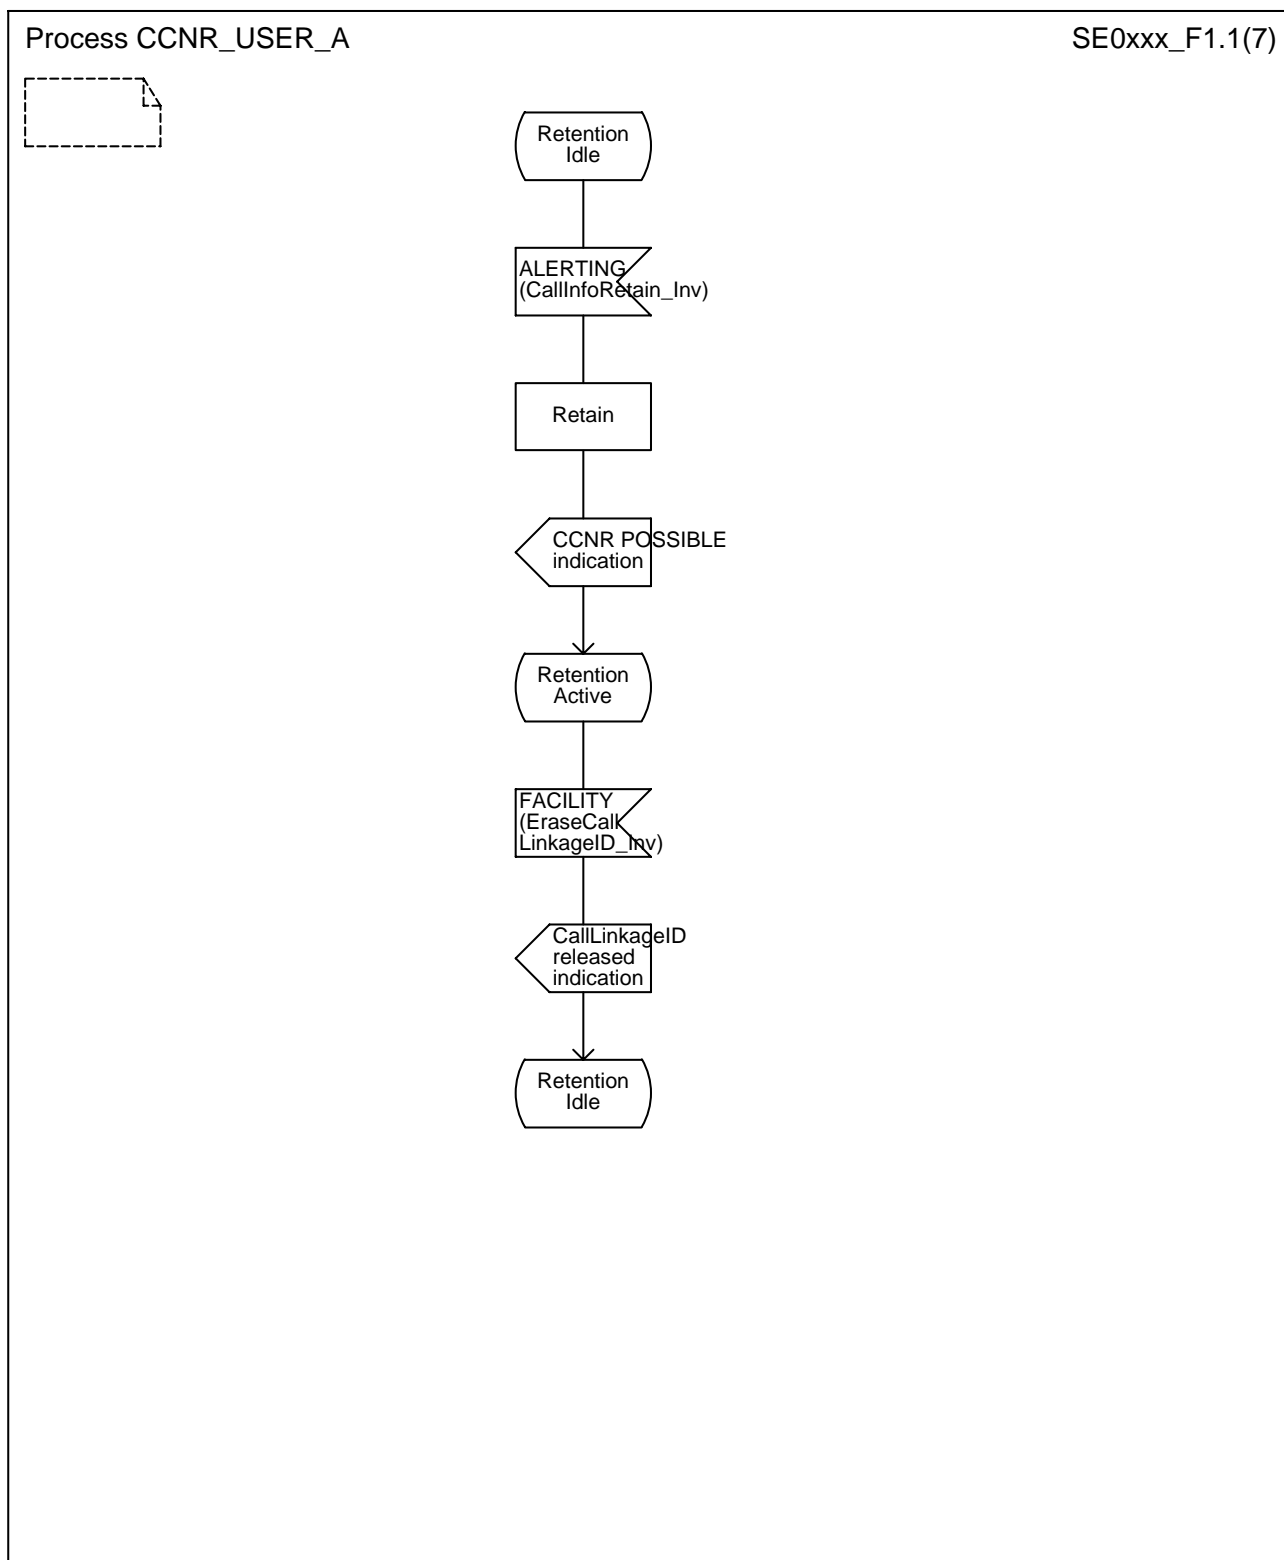 Process CCNR_USER_A
SE0xxx_F1.1(7)
Retention
Idle
ALERTING
(CallInfoRetain_Inv)
Retain
CCNR POSSIBLE
indication
Retention
Active
FACILITY
(EraseCall
LinkageID_Inv)
CallLinkageID
released
indication
Retention
Idle